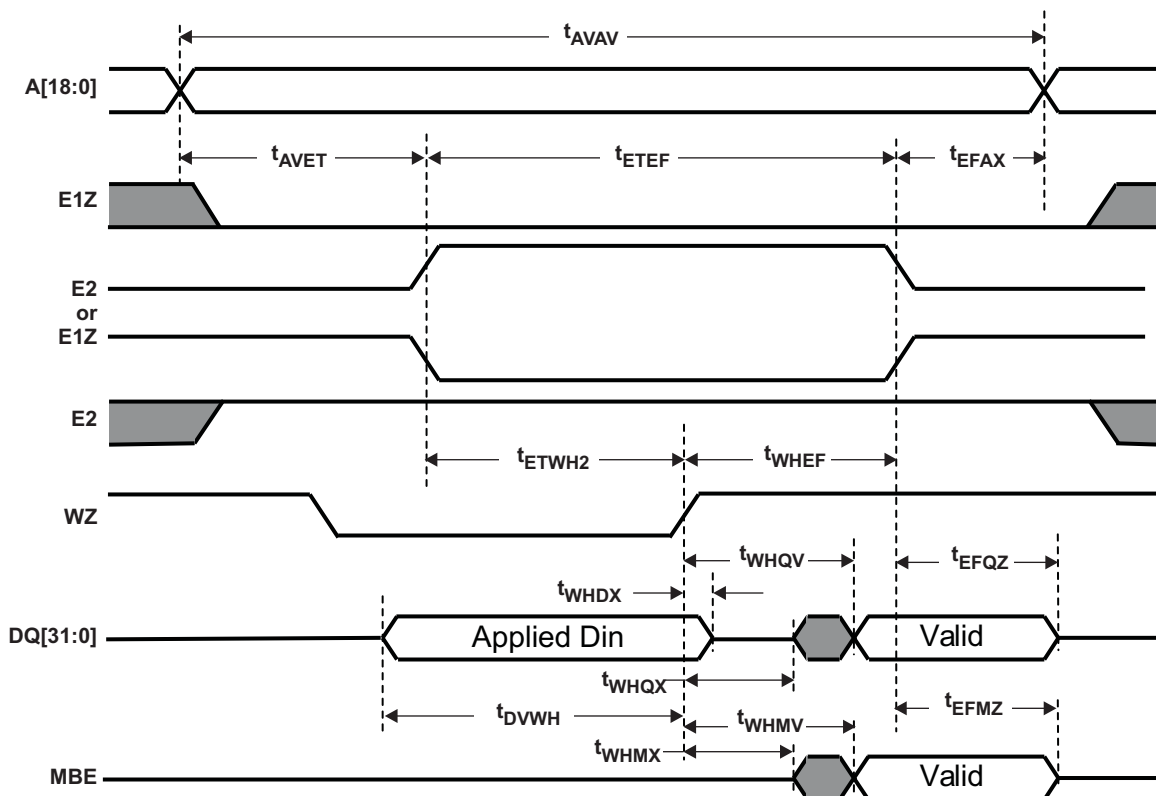 tAVAV
A[18:0]
tAVET
tETEF
tEFAX
E1Z
E2
or
E1Z
E2
tETWH2
tWHEF
WZ
tWHQV
tEFQZ
tWHDX
DQ[31:0]
Applied Din
Valid
tWHQX
tDVWH
tWHMV
tEFMZ
tWHMX
MBE
Valid